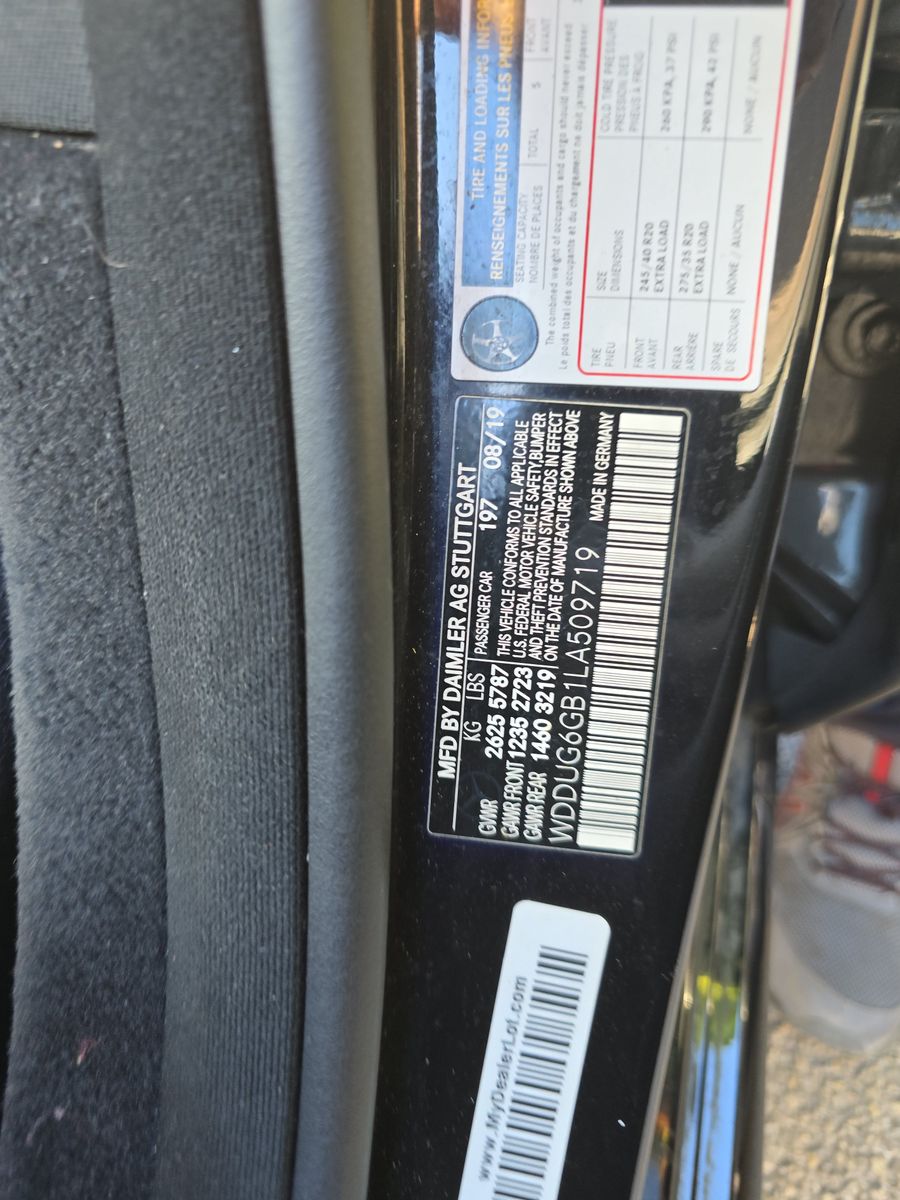 MFD BY DAIMLER AG STUTTGART
KG LBS PASSENGER CAR 197 08/19
GVWR 2625 5787
GAWR FRONT 1235 2723
GAWR REAR 1460 3219
THIS VEHICLE CONFORMS TO ALL APPLICABLE
U.S. FEDERAL MOTOR VEHICLE SAFETY,BUMPER
AND THEFT PREVENTION STANDARDS IN EFFECT
ON THE DATE OF MANUFACTURE SHOWN ABOVE
WDDUG6GB1LA509719 MADE IN GERMANY
TIRE AND LOADING INFOR
RENSEIGNEMENTS SUR LES PNEUS
SEATING CAPACITY
NOMBRE DE PLACES
TOTAL 5 FRONT
AVANT
The combined weight of occupants and cargo should never exceed
Le poids total des occupants et du chargement ne doit jamais dépasser
TIRE
PNEU
SIZE
DIMENSIONS
COLD TIRE PRESSURE
PRESSION DES
PNEUS À FROID
FRONT
AVANT
245/40 R20
EXTRA LOAD
260 KPA, 37 PSI
REAR
ARRIÈRE
275/35 R20
EXTRA LOAD
290 KPA, 42 PSI
SPARE
DE SECOURS
NONE / AUCUN
NONE / AUCUN
www.MyDealerLot.com